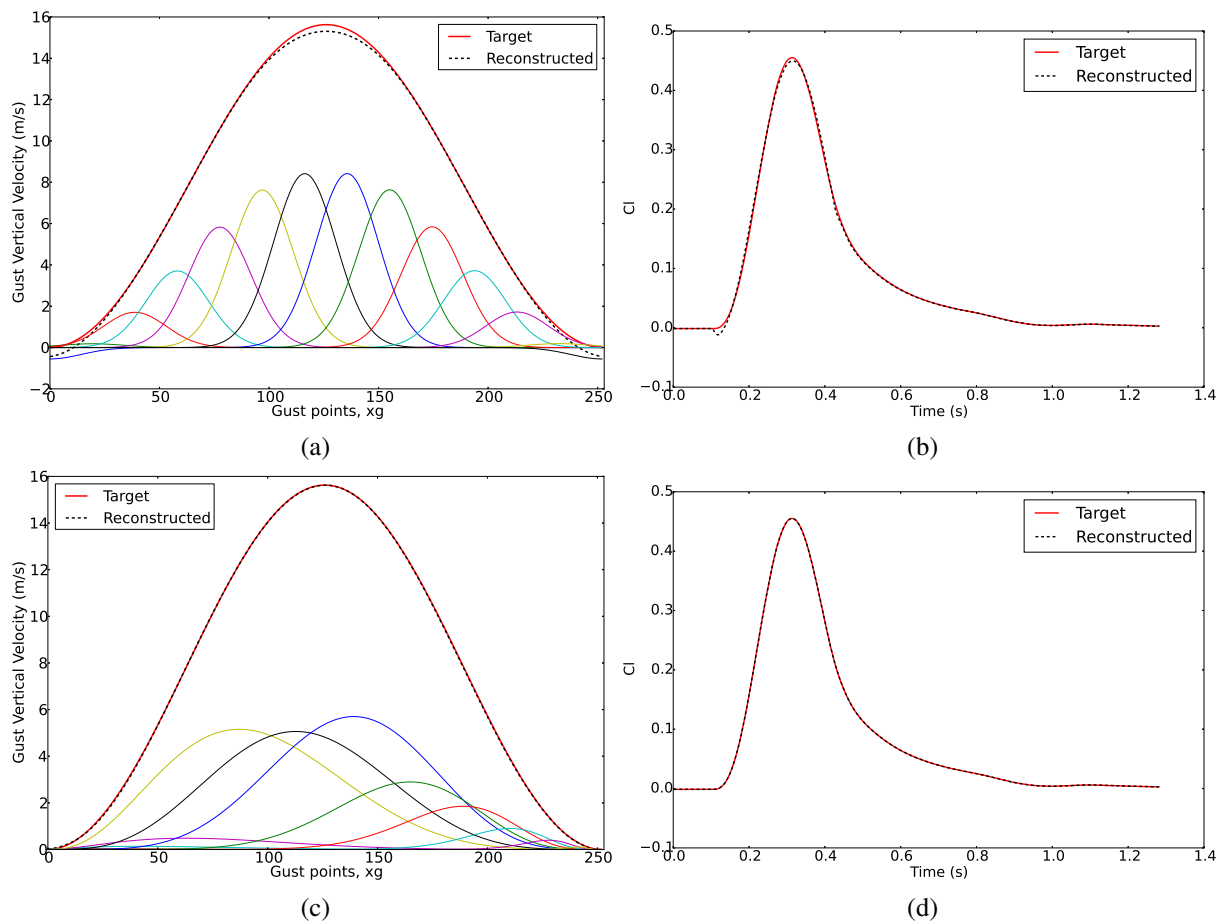 16
14
12
10
8
6
4
2
0
−2
Gust Vertical Velocity (m/s)
Target
Reconstructed
0 50 100 150 200 250
Gust points, xg
(a)
0.5
0.4
0.3
0.2
0.1
0.0
−0.1
Cl
Target
Reconstructed
0.0 0.2 0.4 0.6 0.8 1.0 1.2 1.4
Time (s)
(b)
16
14
12
10
8
6
4
2
0
Gust Vertical Velocity (m/s)
Target
Reconstructed
0 50 100 150 200 250
Gust points, xg
(c)
0.5
0.4
0.3
0.2
0.1
0.0
−0.1
Cl
Target
Reconstructed
0.0 0.2 0.4 0.6 0.8 1.0 1.2 1.4
Time (s)
(d)